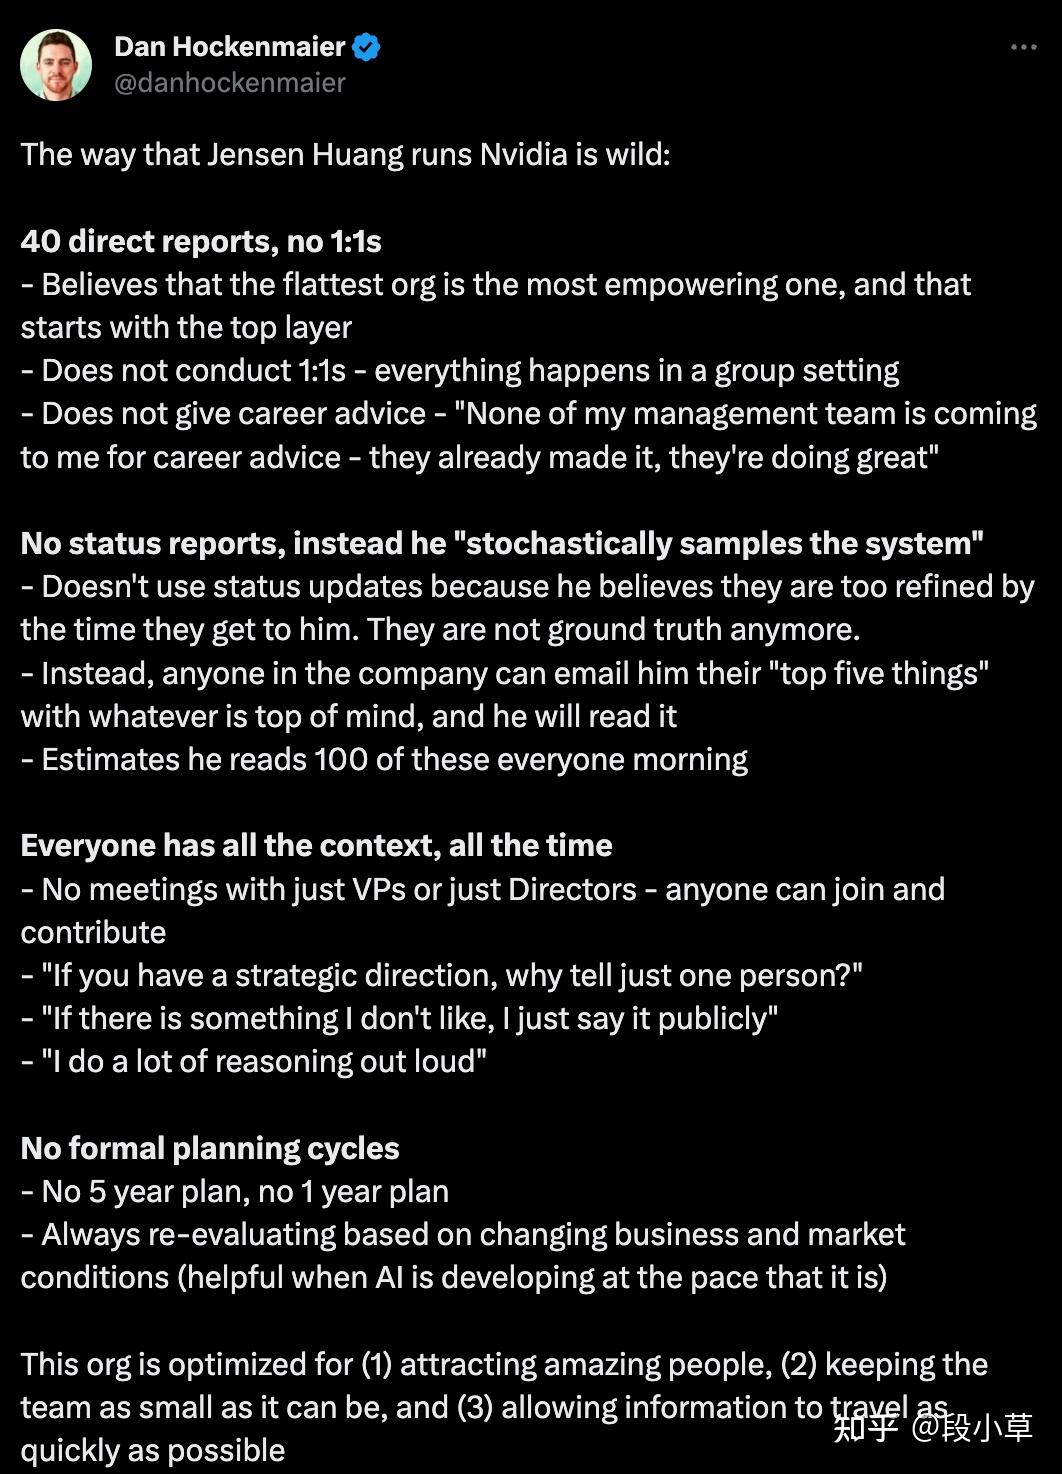 Dan Hockenmaier
@danhockenmaier
The way that Jensen Huang runs Nvidia is wild:
40 direct reports, no 1:1s
- Believes that the flattest org is the most empowering one, and that
starts with the top layer
- Does not conduct 1:1s - everything happens in a group setting
- Does not give career advice - "None of my management team is coming
to me for career advice - they already made it, they're doing great"
No status reports, instead he "stochastically samples the system"
- Doesn't use status updates because he believes they are too refined by
the time they get to him. They are not ground truth anymore.
- Instead, anyone in the company can email him their "top five things"
with whatever is top of mind, and he will read it
- Estimates he reads 100 of these everyone morning
Everyone has all the context, all the time
- No meetings with just VPs or just Directors - anyone can join and
contribute
- "If you have a strategic direction, why tell just one person?"
- "If there is something I don't like, I just say it publicly"
- "I do a lot of reasoning out loud"
No formal planning cycles
- No 5 year plan, no 1 year plan
- Always re-evaluating based on changing business and market
conditions (helpful when AI is developing at the pace that it is)
This org is optimized for (1) attracting amazing people, (2) keeping the
team as small as it can be, and (3) allowing information to travel as
quickly as possible
知乎 @段小草